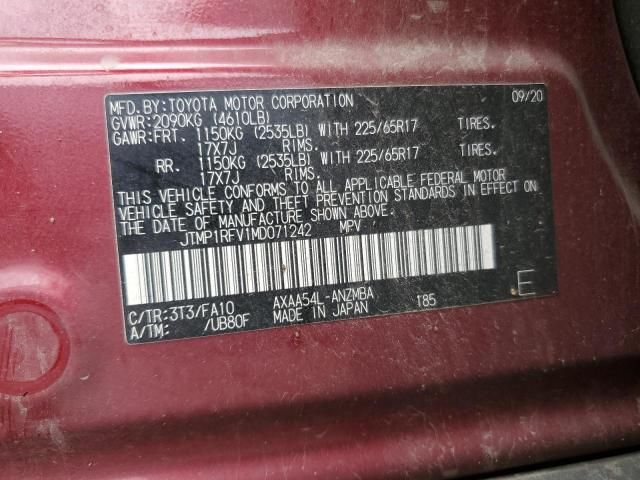 MFD.BY:TOYOTA MOTOR CORPORATION 09/20
GVWR:2090KG (4610LB)
GAWR:FRT. 1150KG (2535LB) WITH 225/65R17 TIRES.
17X7J RIMS.
RR. 1150KG (2535LB) WITH 225/65R17 TIRES.
17X7J RIMS.
THIS VEHICLE CONFORMS TO ALL APPLICABLE FEDERAL MOTOR
VEHICLE SAFETY AND THEFT PREVENTION STANDARDS IN EFFECT ON
THE DATE OF MANUFACTURE SHOWN ABOVE.
JTMP1RFV1MD071242 MPV
E
C/TR:3T3/FA10 AXAA54L-ANZMBA T85
A/TM: /UB80F MADE IN JAPAN